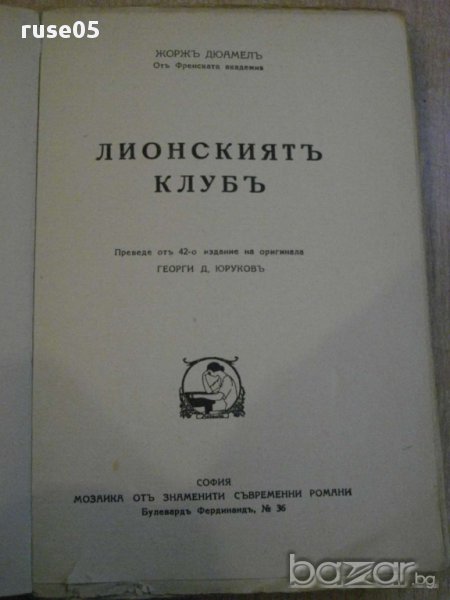 ruse05
ЖОРЖЪ ДЮАМЕЛЪ
Отъ Френската академия
ЛИОНСКИЯТЪ
КЛУБЪ
Преведе отъ 42-о издание на оригинала
ГЕОРГИ Д. ЮРУКОВЪ
СОФИЯ
МОЗАЙКА ОТЪ ЗНАМЕНИТИ СЪВРЕМЕННИ РОМАНИ
Булевардъ Фердинандъ, № 36
bazar.bg